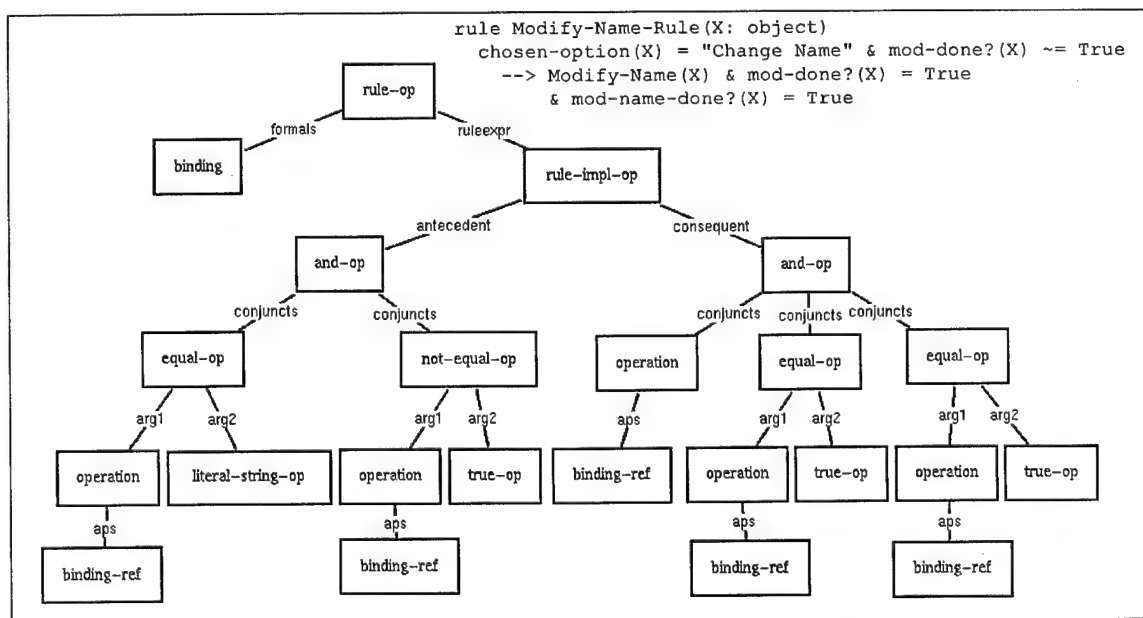 rule Modify-Name-Rule(X: object)
chosen-option(X) = "Change Name" & mod-done?(X) ~= True
--> Modify-Name(X) & mod-done?(X) = True
& mod-name-done?(X) = True
rule-op
formals
ruleexpr
binding
rule-impl-op
antecedent
consequent
and-op
and-op
conjuncts
conjuncts
conjuncts
conjuncts
conjuncts
equal-op
not-equal-op
operation
equal-op
equal-op
arg1
arg2
arg1
arg2
aps
arg1
arg2
arg1
arg2
operation
literal-string-op
operation
true-op
binding-ref
operation
true-op
operation
true-op
aps
aps
aps
aps
binding-ref
binding-ref
binding-ref
binding-ref